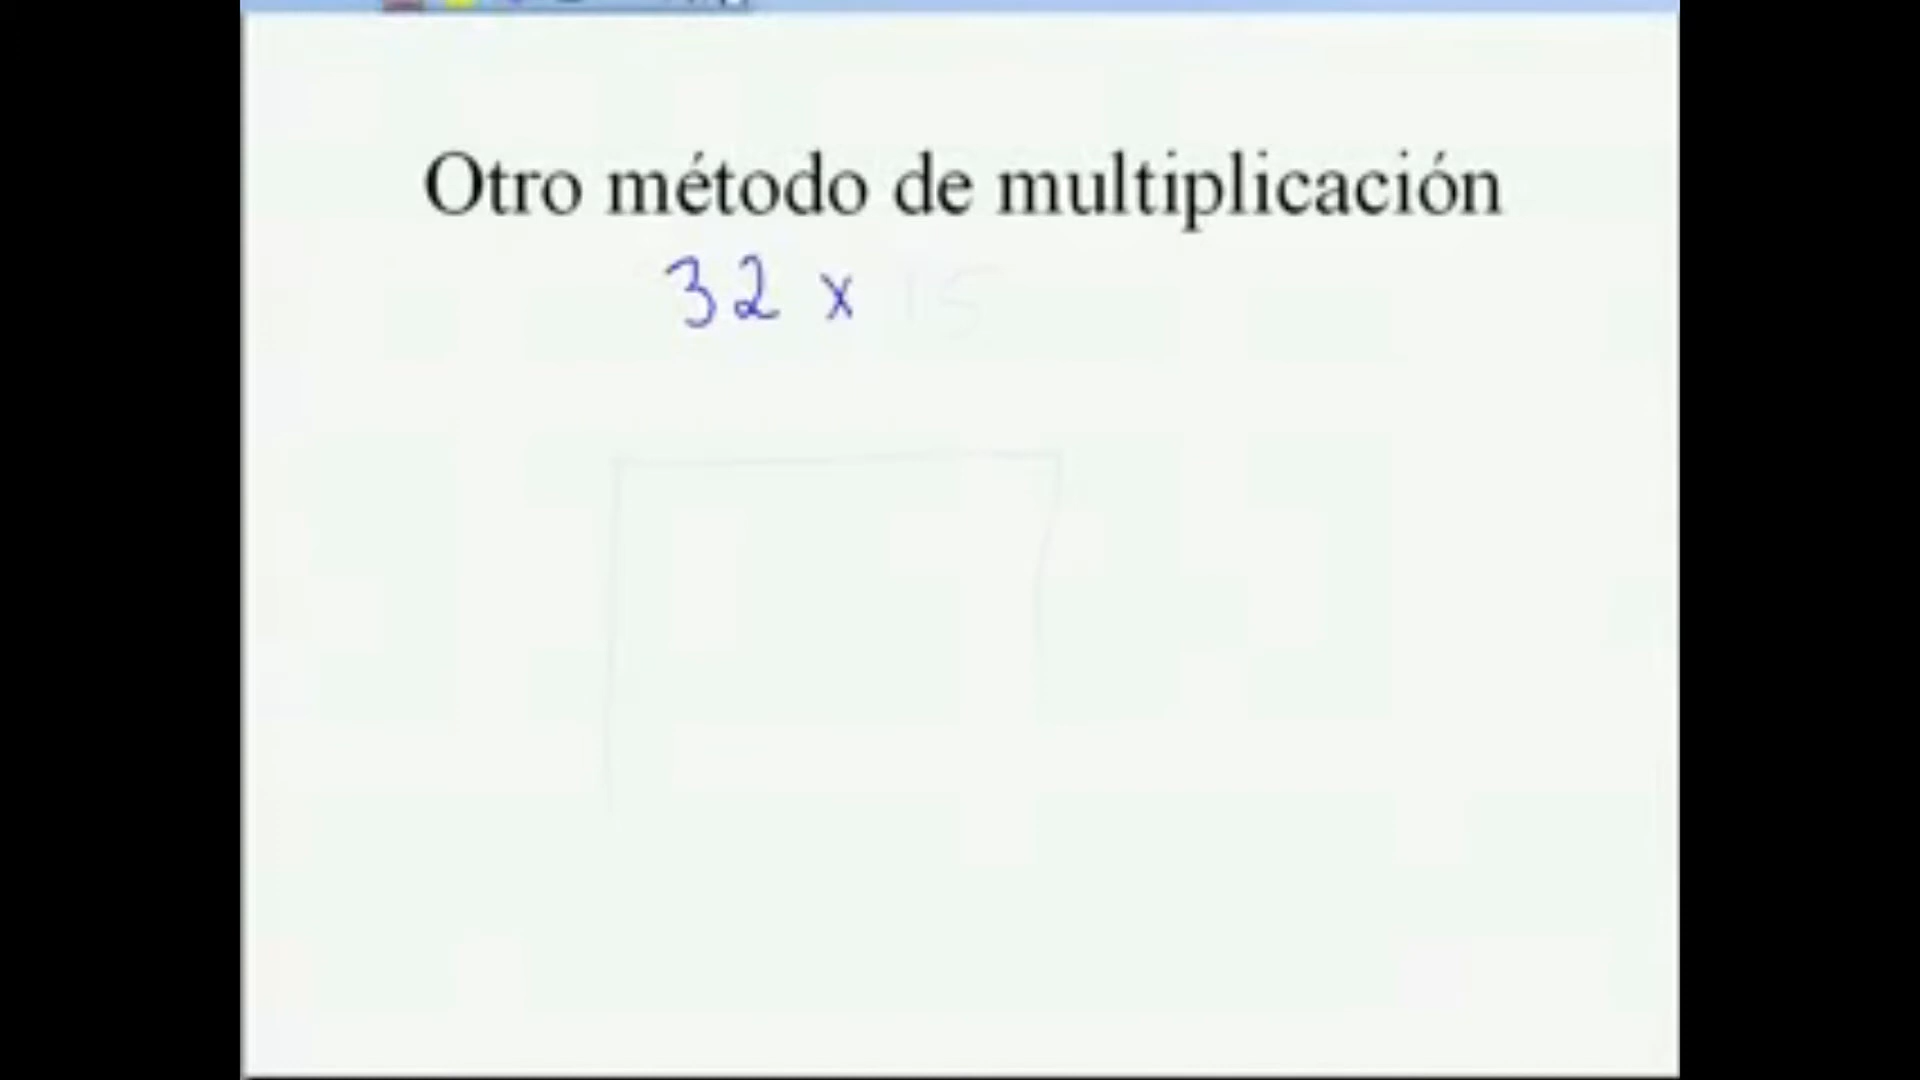 Otro método de multiplicación
32 x